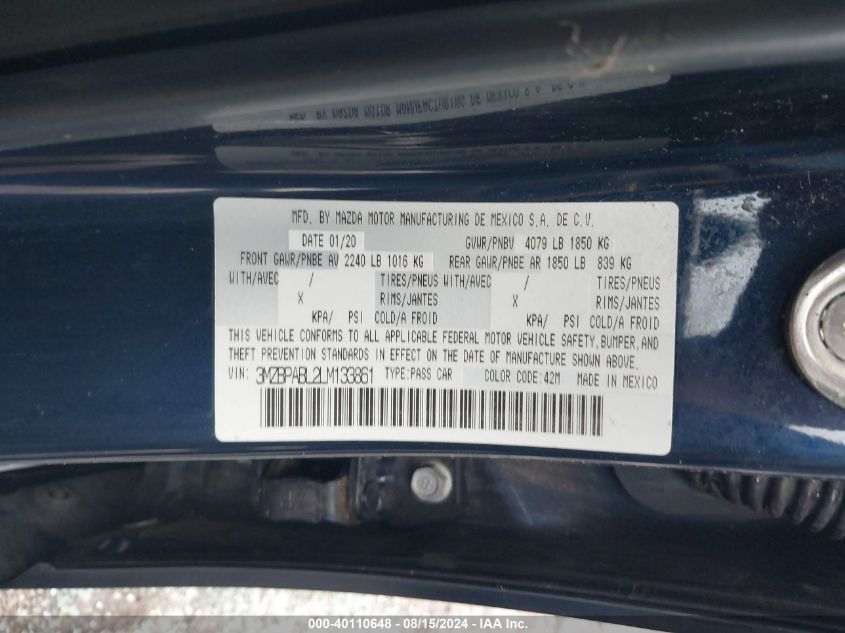 MFD. BY MAZDA MOTOR MANUFACTURING DE MEXICO S.A. DE C.V.
DATE 01/20 GVWR/PNBV 4079 LB 1850 KG
FRONT GAWR/PNBE AV 2240 LB 1016 KG REAR GAWR/PNBE AR 1850 LB 839 KG
WITH/AVEC / TIRES/PNEUS WITH/AVEC / TIRES/PNEUS
X RIMS/JANTES X RIMS/JANTES
KPA/ PSI COLD/A FROID KPA/ PSI COLD/A FROID
THIS VEHICLE CONFORMS TO ALL APPLICABLE FEDERAL MOTOR VEHICLE SAFETY, BUMPER, AND
THEFT PREVENTION STANDARDS IN EFFECT ON THE DATE OF MANUFACTURE SHOWN ABOVE.
VIN: 3MZBPABL2LM133861 TYPE:PASS CAR COLOR CODE:42M MADE IN MEXICO
000-40110648 - 08/15/2024 - IAAI.com